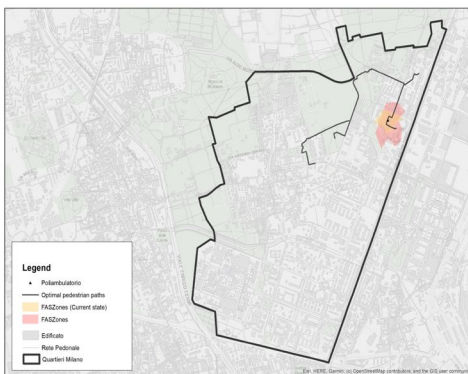 Legend
Poliambulatorio
Optimal pedestrian paths
FASZones (Current state)
FASZones
Edificato
Rete Pedonale
Quartieri Milano
Esri, HERE, Garmin, (c) OpenStreetMap contributors, and the GIS user commun